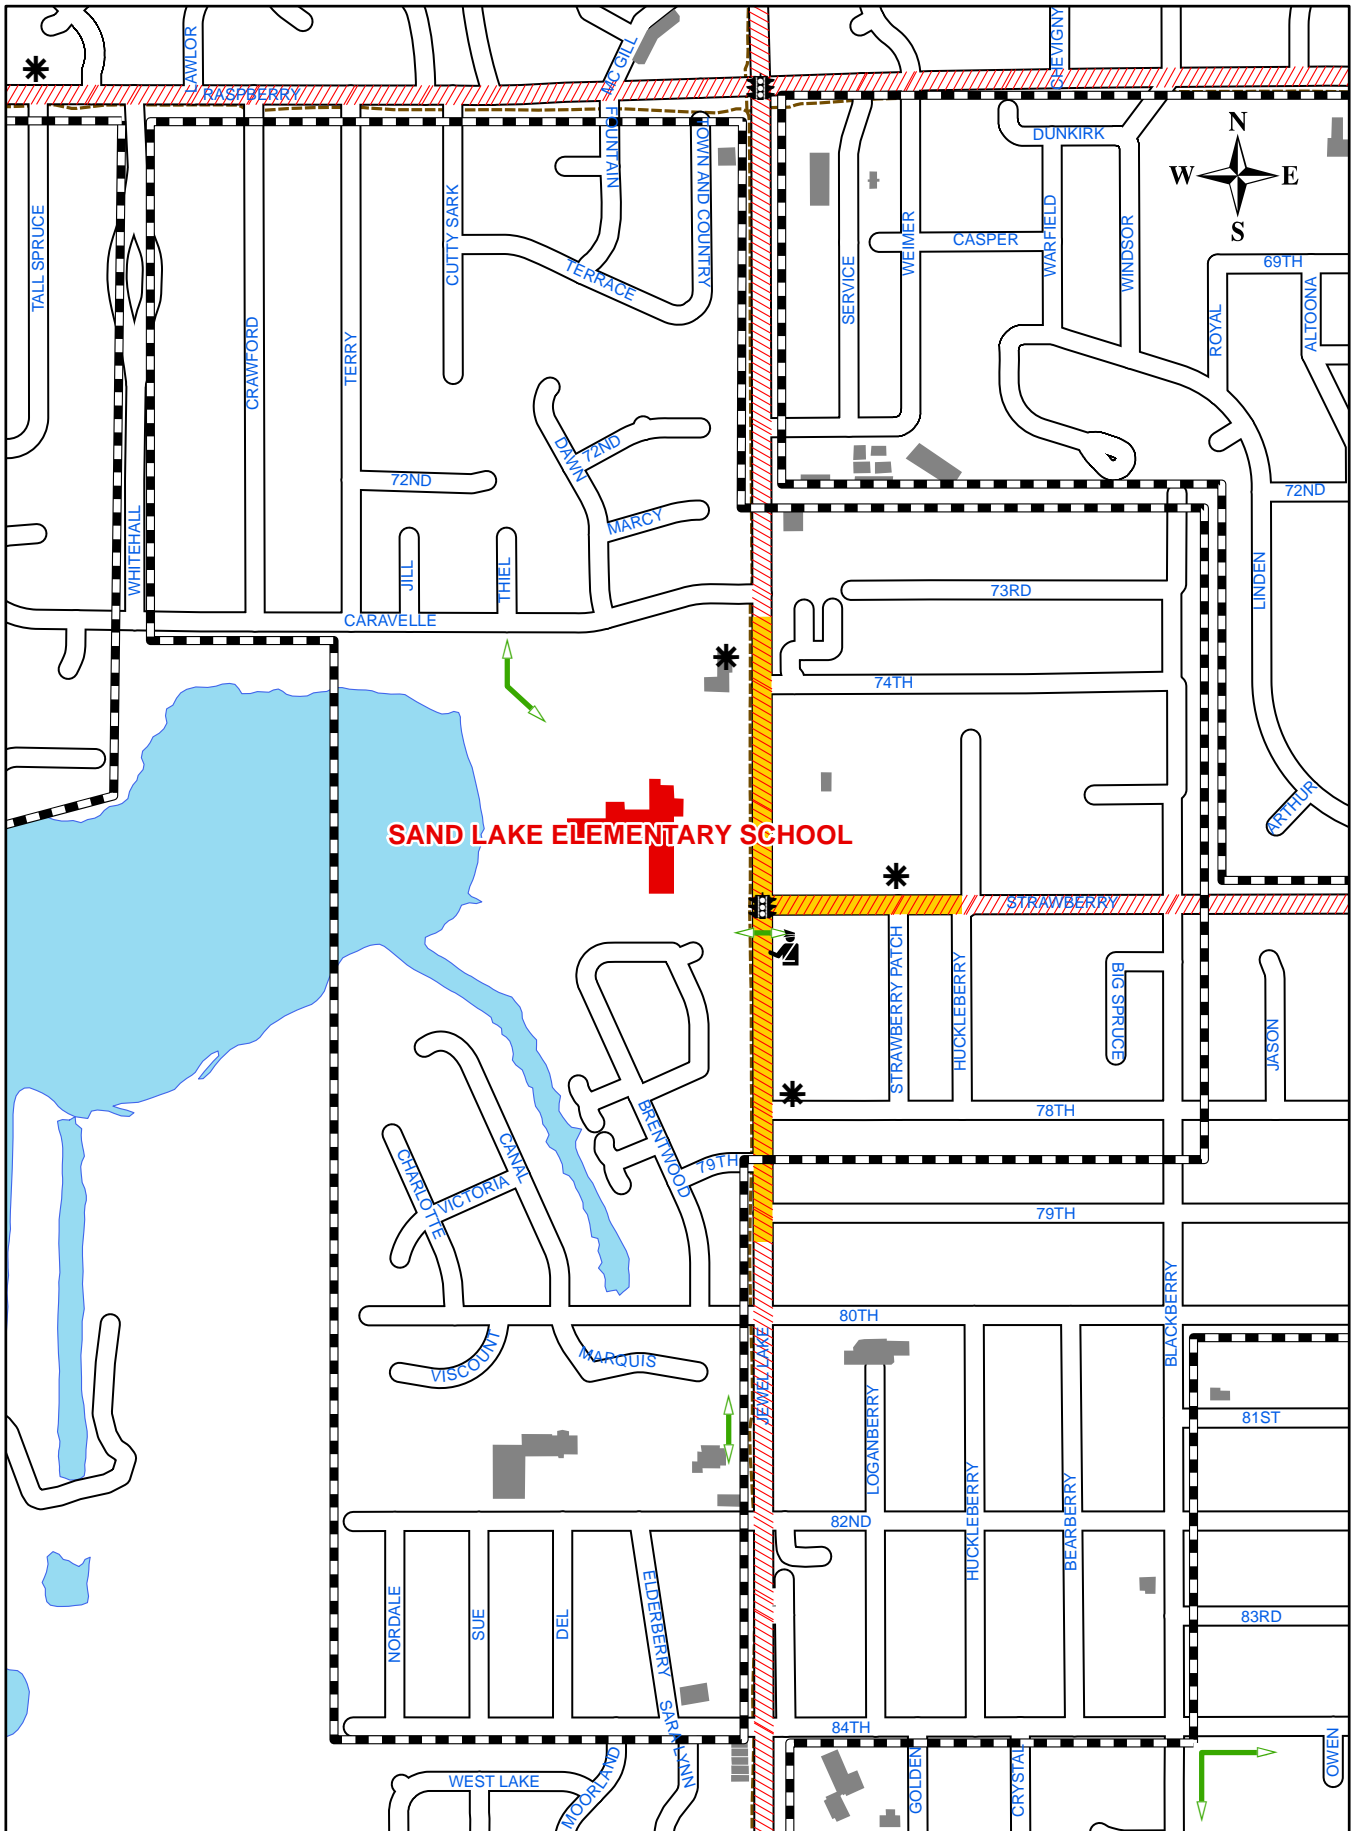 LAWLOR
MC GILL
CHEVIGNY
RASPBERRY
N
W E
S
TALL SPRUCE
FOUNTAIN
TOWN AND COUNTRY
DUNKIRK
CUTTY SARK
TERRACE
SERVICE
WEIMER
CASPER
WARFIELD
WINDSOR
69TH
ROYAL
ALTOONA
CRAWFORD
TERRY
DAWN
72ND
72ND
72ND
MARCY
WHITEHALL
JILL
THIEL
CARAVELLE
73RD
LINDEN
74TH
ARTHUR
SAND LAKE ELEMENTARY SCHOOL
STRAWBERRY
STRAWBERRY PATCH
HUCKLEBERRY
BIG SPRUCE
JASON
78TH
BRENTWOOD
CANAL
CHARLOTTE
VICTORIA
79TH
79TH
80TH
BLACKBERRY
VISCOUNT
MARQUIS
JEWEL LAKE
LOGANBERRY
81ST
HUCKLEBERRY
BEARBERRY
82ND
NORDALE
SUE
DEL
ELDERBERRY
83RD
SARA LYNN
84TH
WEST LAKE
MOORLAND
GOLDEN
CRYSTAL
OWEN